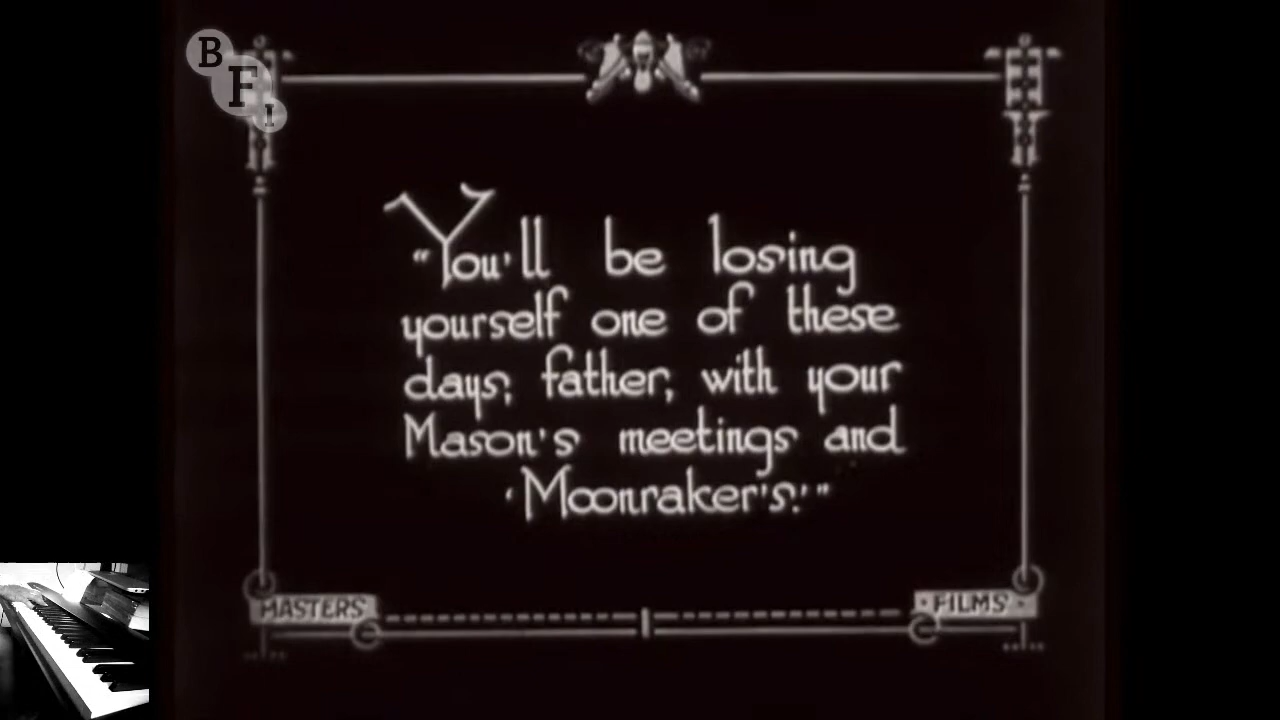 BFI
"You'll be losing
yourself one of these
days, father, with your
Mason's meetings and
'Moonraker's.'"
MASTERS
FILMS